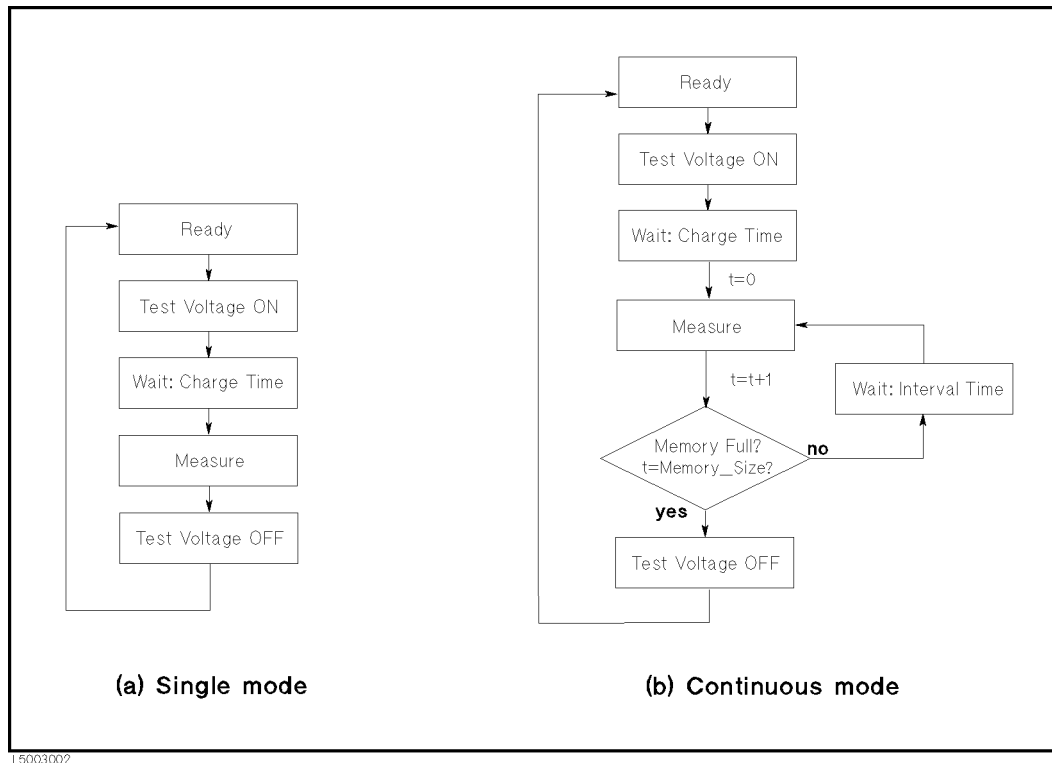 Ready
Test Voltage ON
Wait: Charge Time
Measure
Test Voltage OFF
(a) Single mode
Ready
Test Voltage ON
Wait: Charge Time
t=0
Measure
t=t+1
Wait: Interval Time
Memory Full?
t=Memory_Size?
no
yes
Test Voltage OFF
(b) Continuous mode
L5003002